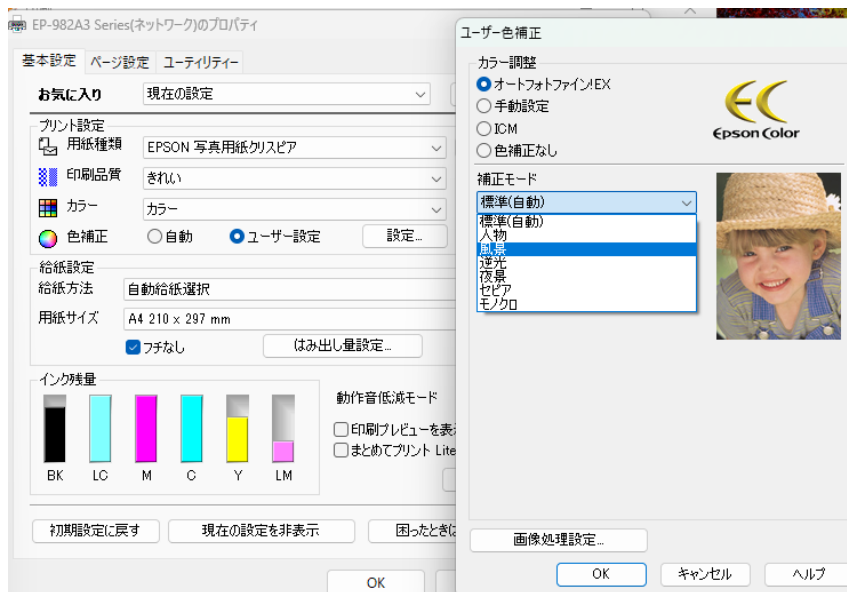 EP-982A3 Series(ネットワーク)のプロパティ
基本設定 ページ設定 ユーティリティー
お気に入り 現在の設定
プリント設定
用紙種類 EPSON 写真用紙クリスピア
印刷品質 きれい
カラー カラー
色補正 自動 ユーザー設定 設定...
給紙設定
給紙方法 自動給紙選択
用紙サイズ A4 210 x 297 mm
フチなし はみ出し量設定...
インク残量
BK LC M C Y LM
動作音低減モード
印刷プレビューを表
まとめてプリント Lite
初期設定に戻す 現在の設定を非表示 困ったときは
OK
ユーザー色補正
カラー調整
オートフォトファイン!EX
手動設定
ICM
色補正なし
EC
Epson Color
補正モード
標準(自動)
標準(自動)
人物
風景
逆光
夜景
セピア
モノクロ
画像処理設定...
OK キャンセル ヘルプ